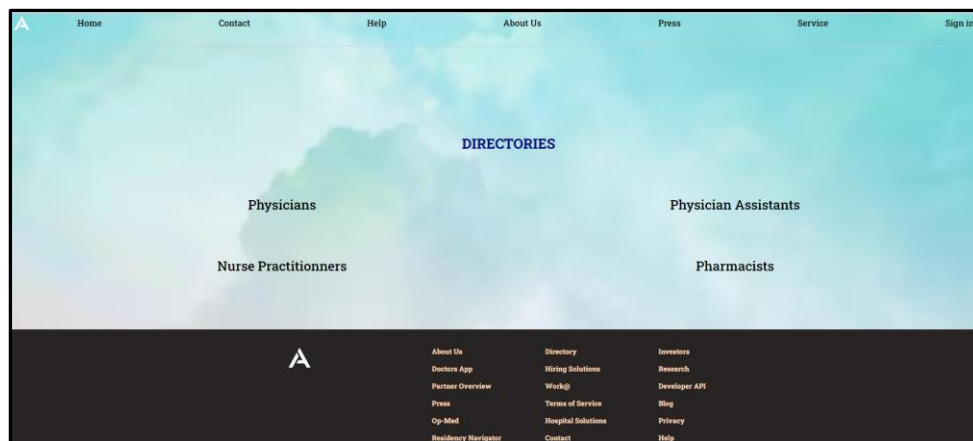 Home Contact Help About Us Press Service Sign in
DIRECTORIES
Physicians Physician Assistants
Nurse Practitionners Pharmacists
About Us Directory Investors
Doctors App Hiring Solutions Research
Partner Overview Work@ Developer API
Press Terms of Service Blog
Op-Med Hospital Solutions Privacy
Residency Navigator Contact Help